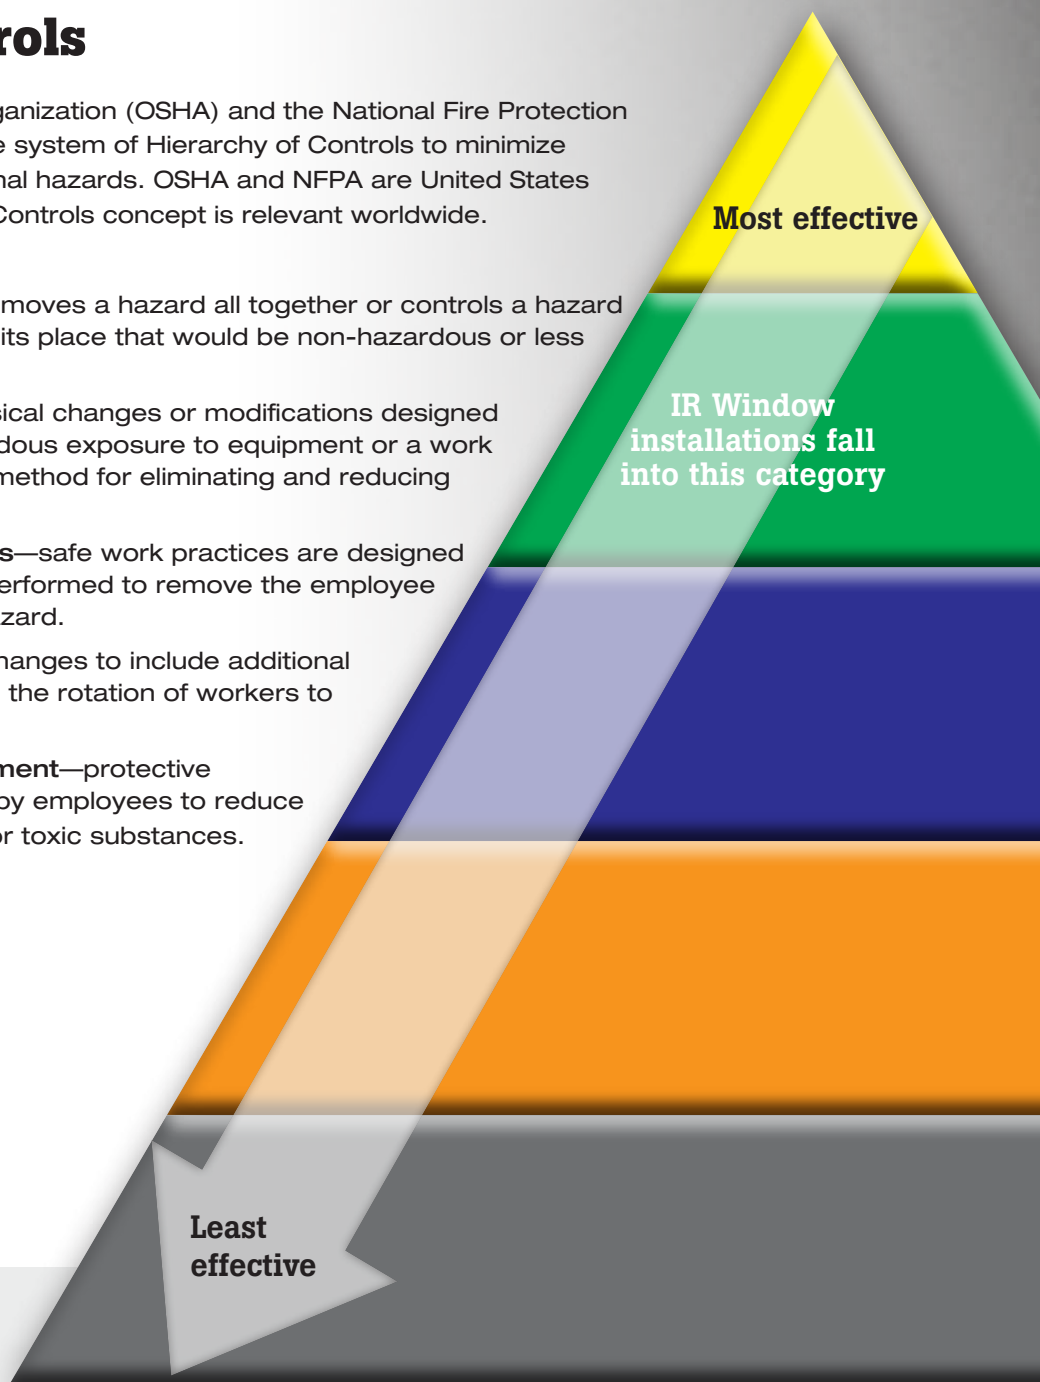 rols
ganization (OSHA) and the National Fire Protection
e system of Hierarchy of Controls to minimize
nal hazards. OSHA and NFPA are United States
Controls concept is relevant worldwide.
moves a hazard all together or controls a hazard
its place that would be non-hazardous or less
sical changes or modifications designed
dous exposure to equipment or a work
method for eliminating and reducing
s—safe work practices are designed
erformed to remove the employee
zard.
hanges to include additional
the rotation of workers to
ment—protective
by employees to reduce
or toxic substances.
Most effective
IR Window
installations fall
into this category
Least
effective